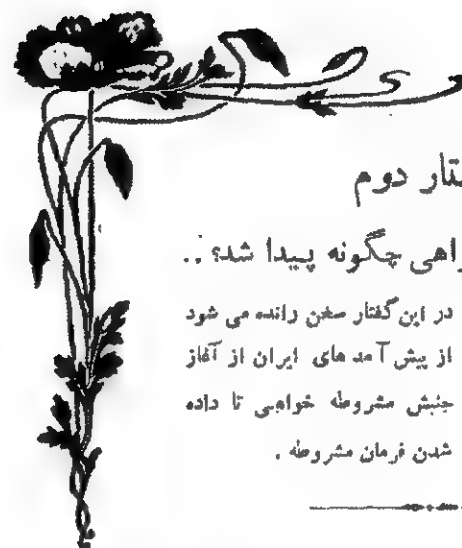 تار دوم
راهی چگونه پیدا شد؟ ..
در این گفتار سخن رانده می شود
از پیش آمد های ایران از آغاز
جنبش مشروطه خواهی تا داده
شدن فرمان مشروطه .